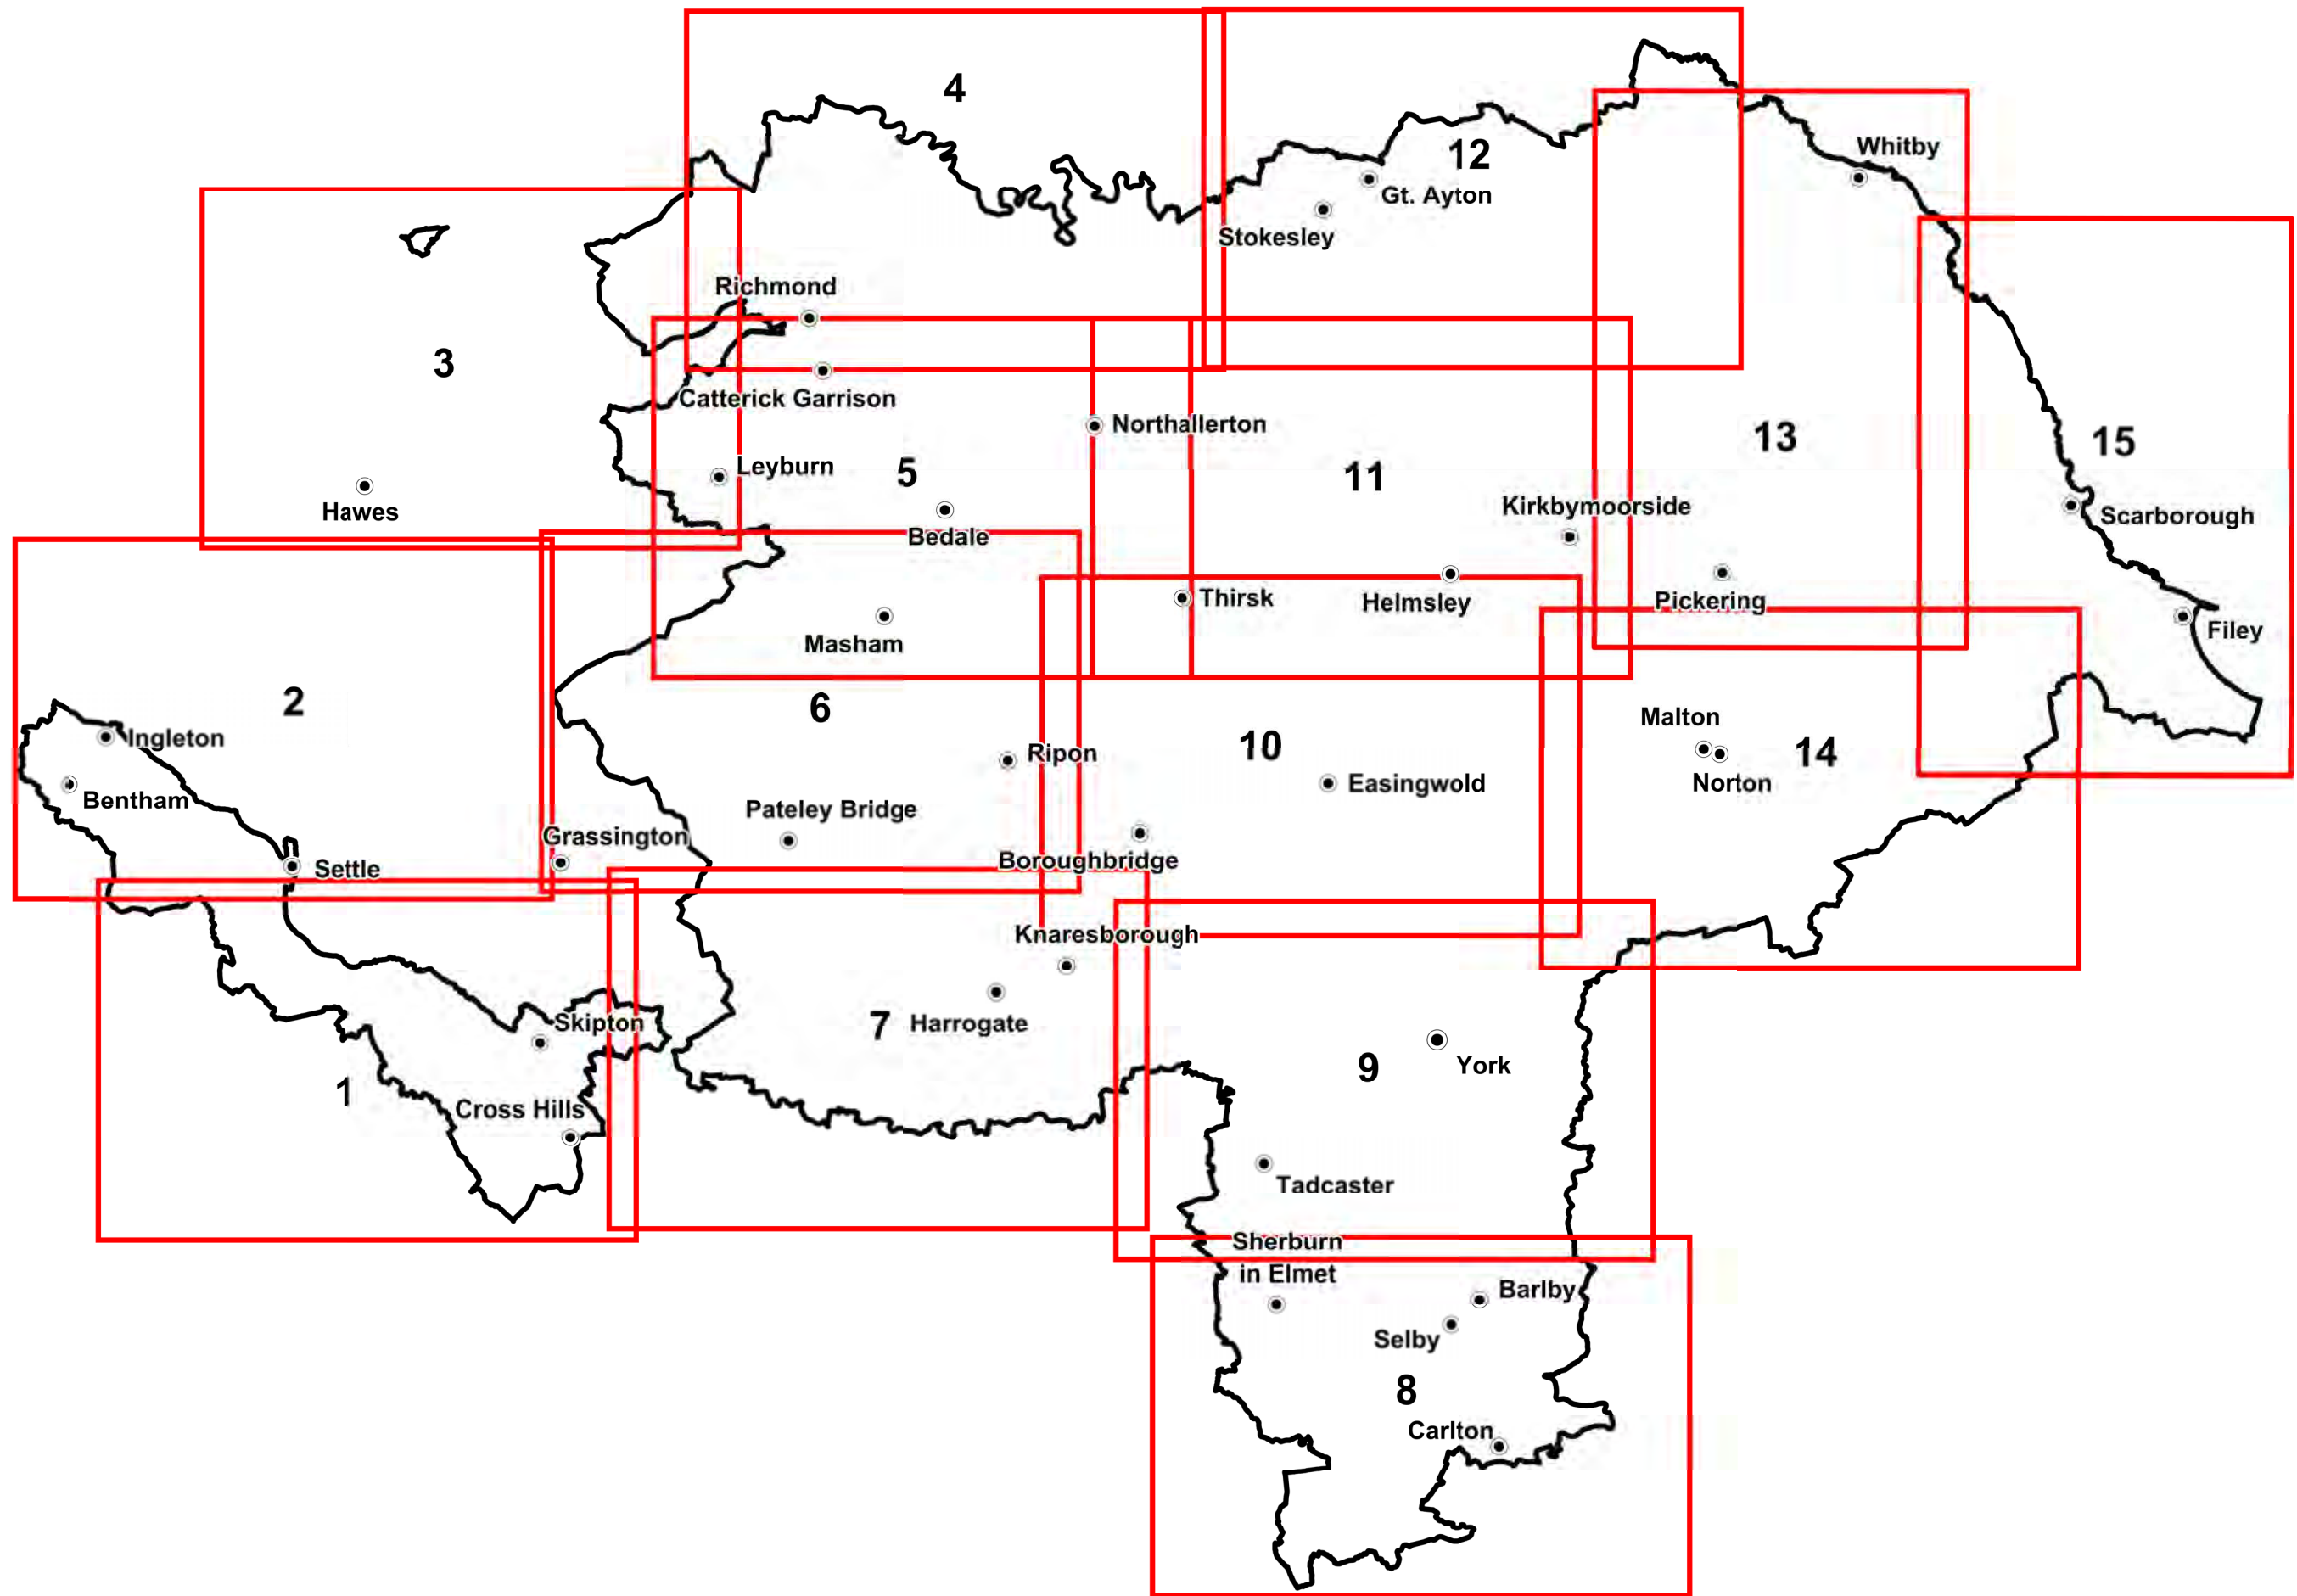 4
12
Whitby
Gt. Ayton
Stokesley
Richmond
3
Catterick Garrison
Northallerton
13
15
Leyburn
5
11
Hawes
Kirkbymoorside
Scarborough
Bedale
Thirsk
Helmsley
Pickering
Filey
Masham
2
6
Malton
Ingleton
10
14
Ripon
Easingwold
Norton
Bentham
Pateley Bridge
Grassington
Boroughbridge
Settle
Knaresborough
Skipton
7
Harrogate
9
York
1
Cross Hills
Tadcaster
Sherburn
in Elmet
Barlby
Selby
8
Carlton